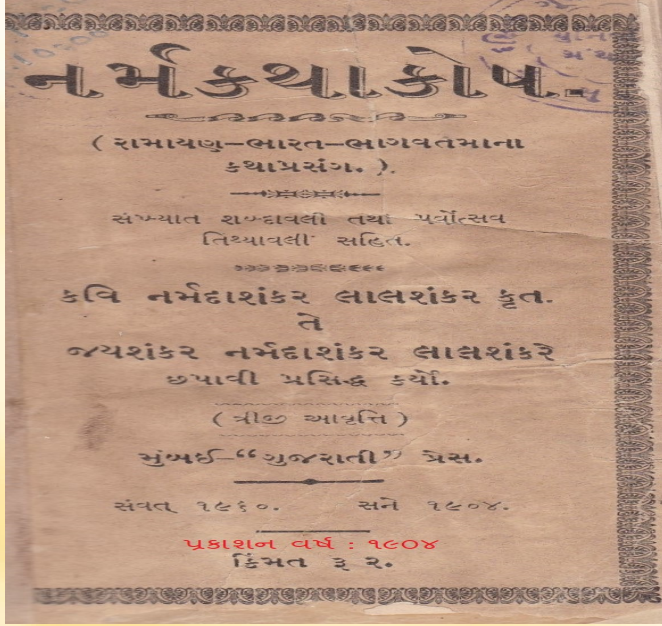 નર્મકથાકોષ.
( રામાયણ–ભારત–ભાગવતમાના
કથાપ્રસંગ. ).
સંખ્યાત શબ્દાવલી તથા પર્વોત્સવ
તિથ્યાવલી સહિત.
કવિ નર્મદાશંકર લાલશંકર કૃત.
તે
જયશંકર નર્મદાશંકર લાલશંકરે
છપાવી પ્રસિદ્ધ કર્યો.
( ત્રીજી આવૃત્તિ )
મુંબઈ–“ગુજરાતી” પ્રેસ.
સંવત્ ૧૯૬૦. સને ૧૯૦૪.
પ્રકાશન વર્ષ : ૧૯૦૪
કિંમત રૂ ૨.